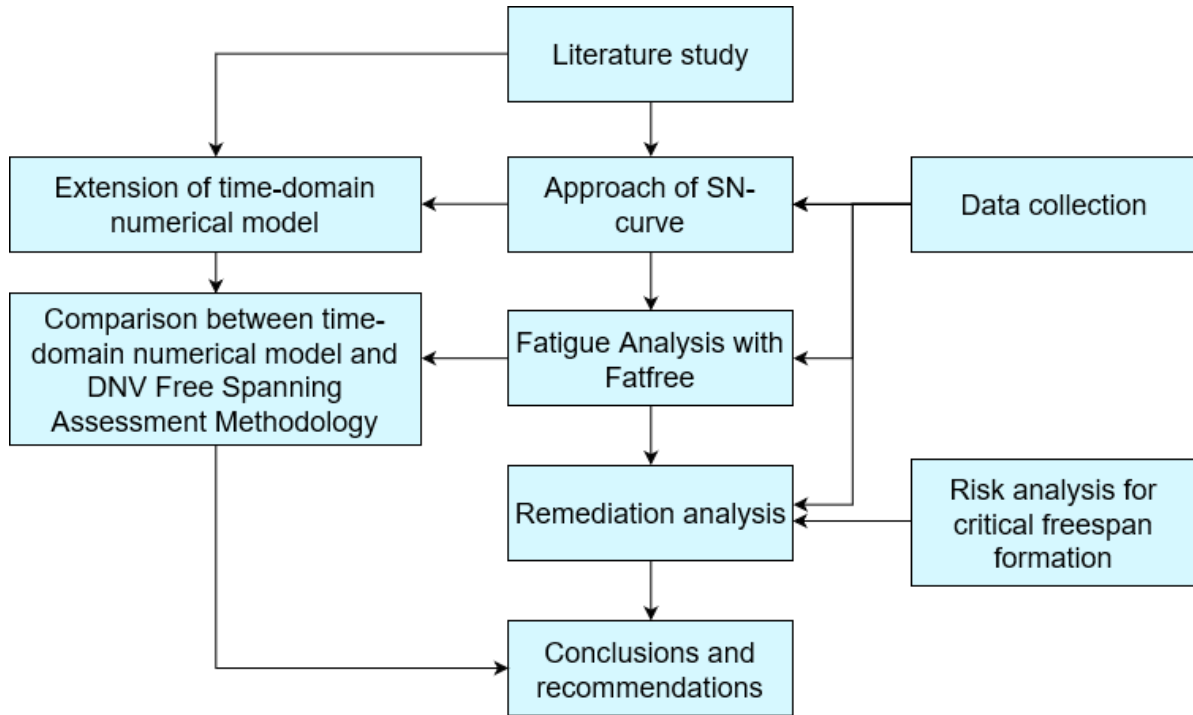 Literature study
Extension of time-domain
numerical model
Approach of SN-
curve
Data collection
Comparison between time-
domain numerical model and
DNV Free Spanning
Assessment Methodology
Fatigue Analysis with
Fatfree
Remediation analysis
Risk analysis for
critical freespan
formation
Conclusions and
recommendations